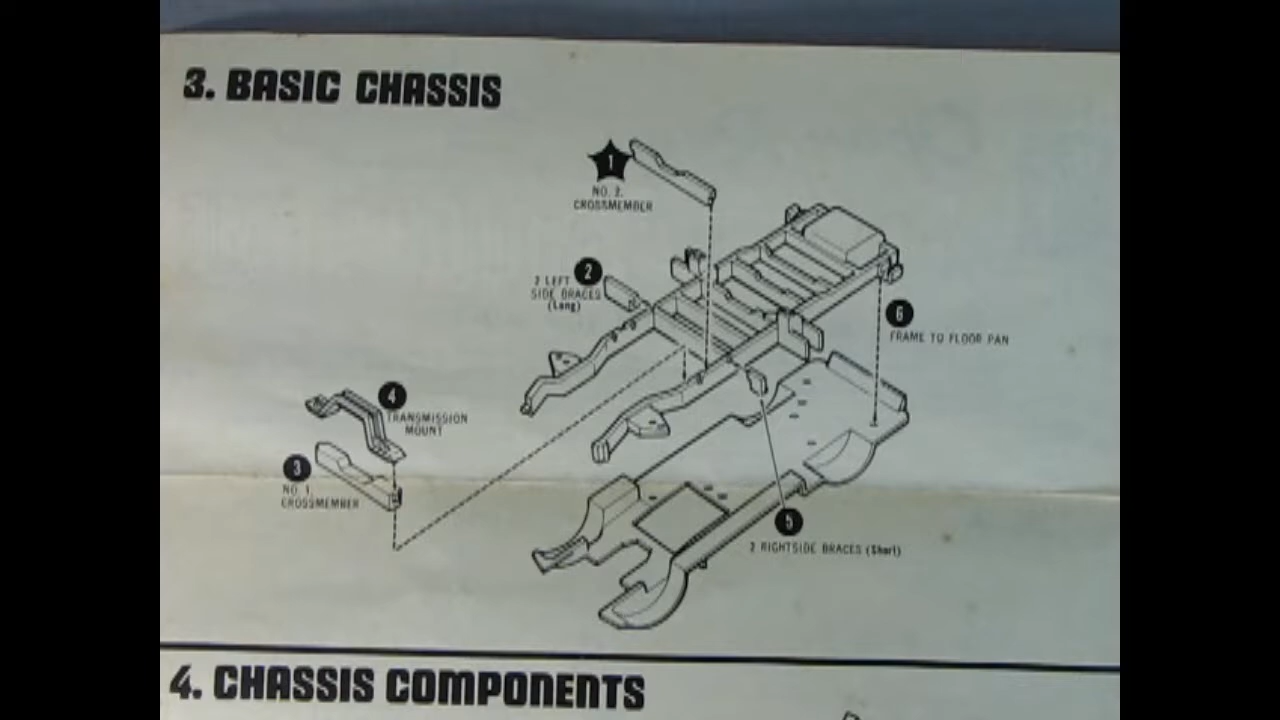 3. BASIC CHASSIS
1
NO. 2.
CROSSMEMBER
2
2 LEFT
SIDE BRACES
(Long)
6
FRAME TO FLOOR PAN
4
TRANSMISSION
MOUNT
3
NO. 1.
CROSSMEMBER
5
2 RIGHTSIDE BRACES (Short)
4. CHASSIS COMPONENTS